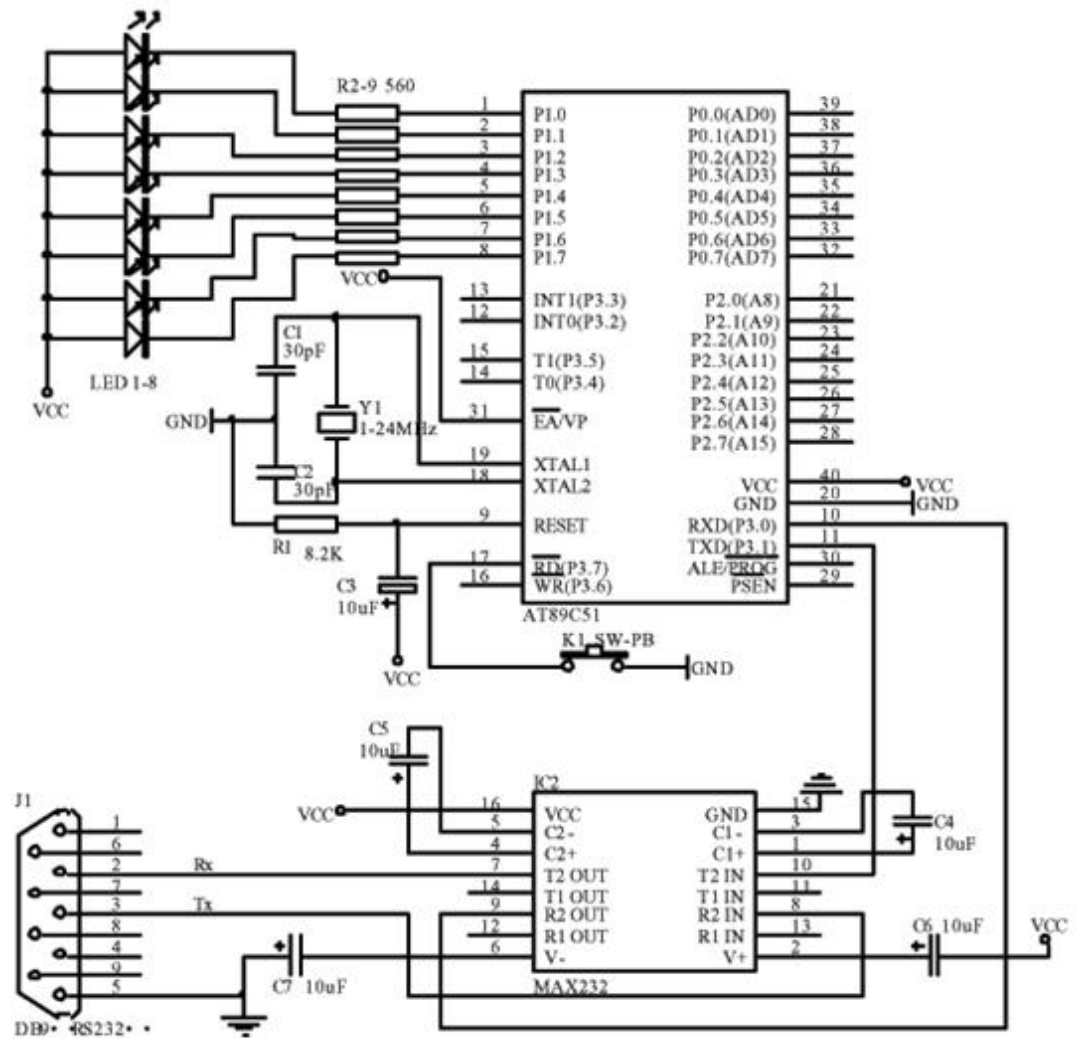 R2-9 560
1 P1.0 P0.0(AD0) 39
2 P1.1 P0.1(AD1) 38
3 P1.2 P0.2(AD2) 37
4 P1.3 P0.3(AD3) 36
5 P1.4 P0.4(AD4) 35
6 P1.5 P0.5(AD5) 34
7 P1.6 P0.6(AD6) 33
8 P1.7 P0.7(AD7) 32
VCC
13 INT1(P3.3) P2.0(A8) 21
12 INT0(P3.2) P2.1(A9) 22
P2.2(A10) 23
15 T1(P3.5) P2.3(A11) 24
14 T0(P3.4) P2.4(A12) 25
P2.5(A13) 26
31 EA/VP P2.6(A14) 27
P2.7(A15) 28
C1
30pF
LED 1-8
VCC
GND
Y1
1-24MHz
19 XTAL1
18 XTAL2
C2
30pF
VCC 40 VCC
GND 20 GND
9 RESET RXD(P3.0) 10
TXD(P3.1) 11
R1 8.2K
17 RD(P3.7) ALE/PROG 30
16 WR(P3.6) PSEN 29
C3
10uF
AT89C51
K1 SW-PB
GND
VCC
C5
10uF
IC2
VCC
16 VCC GND 15
5 C2- C1- 3
4 C2+ C1+ 1
7 T2 OUT T2 IN 10
14 T1 OUT T1 IN 11
9 R2 OUT R2 IN 8
12 R1 OUT R1 IN 13
6 V- V+ 2
C4
10uF
J1
1
6
2 Rx
7
3 Tx
8
4
9
5
C6 10uF
VCC
C7 10uF
MAX232
DB9• •RS232• •